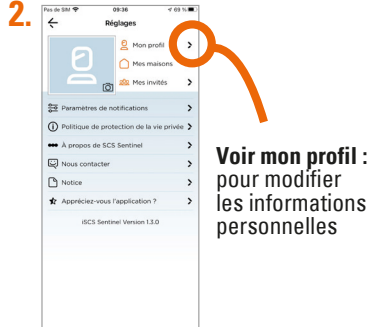 2.
Pas de SIM 09:36 69 %
Réglages
Mon profil
Mes maisons
Mes invités
Paramètres de notifications
Politique de protection de la vie privée
À propos de SCS Sentinel
Nous contacter
Notice
Appréciez-vous l'application ?
iSCS Sentinel Version 1.3.0
Voir mon profil :
pour modifier
les informations
personnelles